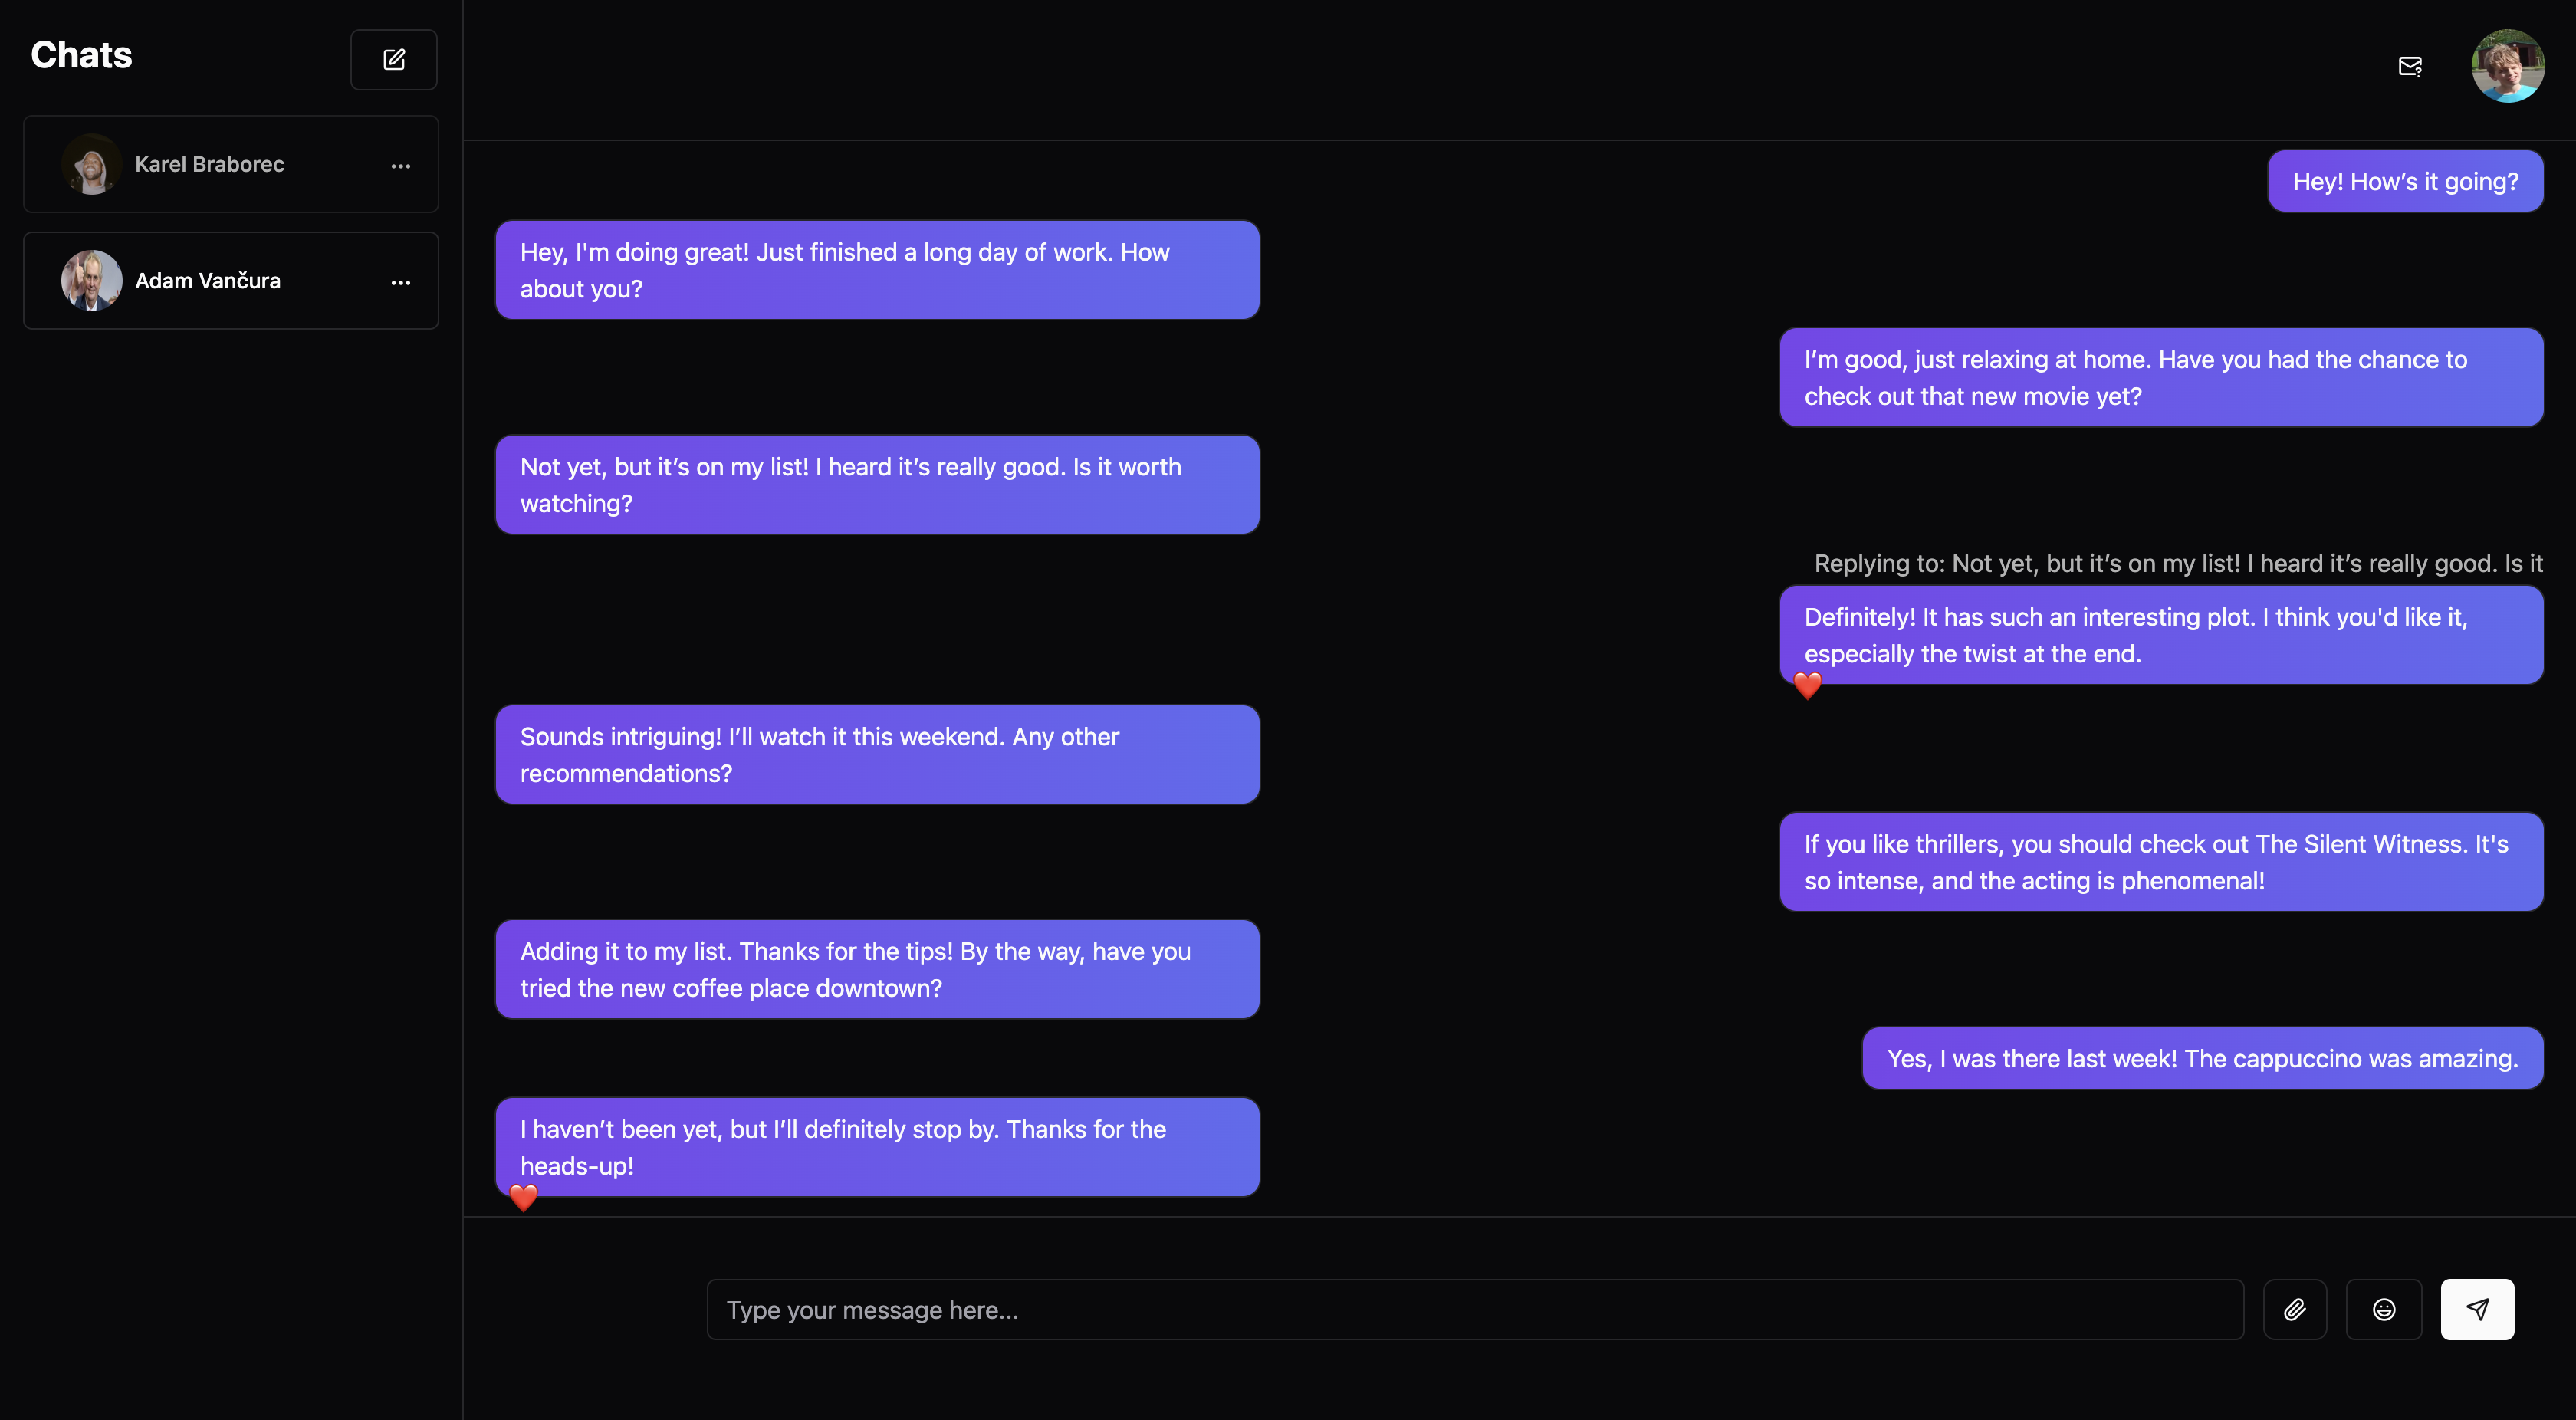 Chats
Karel Braborec
Adam Vančura
Hey! How’s it going?
Hey, I'm doing great! Just finished a long day of work. How
about you?
I’m good, just relaxing at home. Have you had the chance to
check out that new movie yet?
Not yet, but it’s on my list! I heard it’s really good. Is it worth
watching?
Replying to: Not yet, but it’s on my list! I heard it’s really good. Is it
Definitely! It has such an interesting plot. I think you'd like it,
especially the twist at the end.
Sounds intriguing! I’ll watch it this weekend. Any other
recommendations?
If you like thrillers, you should check out The Silent Witness. It's
so intense, and the acting is phenomenal!
Adding it to my list. Thanks for the tips! By the way, have you
tried the new coffee place downtown?
Yes, I was there last week! The cappuccino was amazing.
I haven’t been yet, but I’ll definitely stop by. Thanks for the
heads-up!
Type your message here...